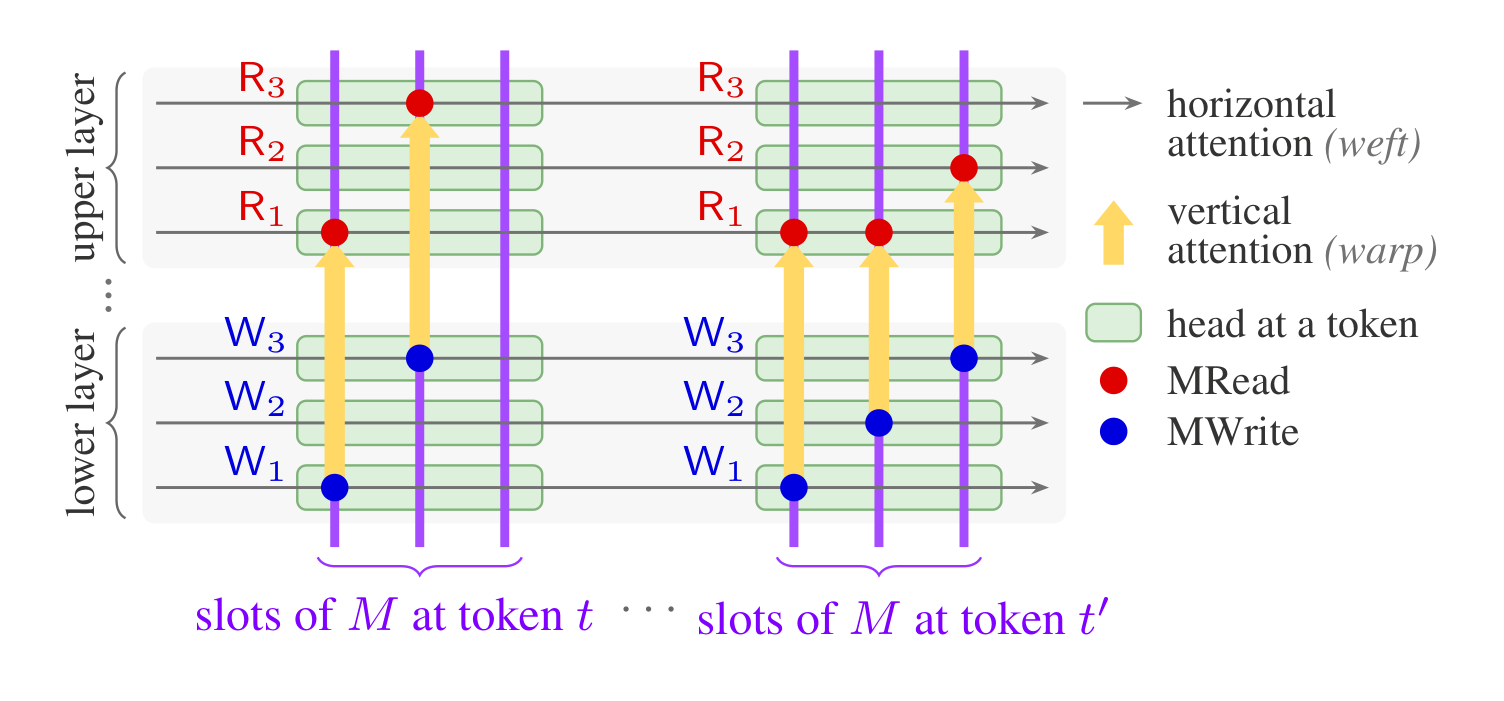 upper layer
R₃
R₂
R₁
R₃
R₂
R₁
⋮
lower layer
W₃
W₂
W₁
W₃
W₂
W₁
slots of M at token t · · · slots of M at token t′
horizontal
attention (weft)
vertical
attention (warp)
head at a token
MRead
MWrite